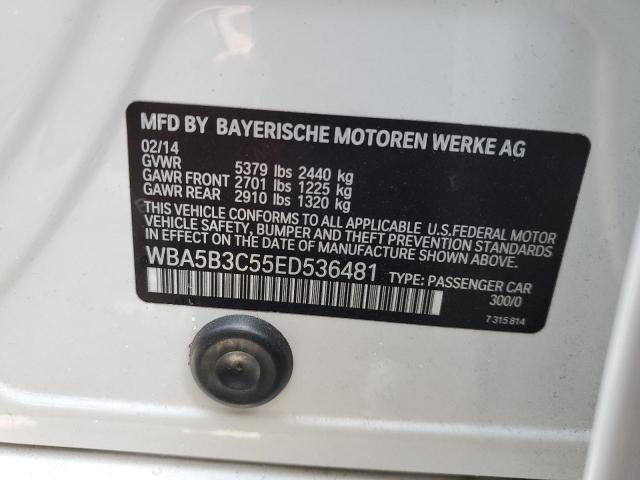 MFD BY BAYERISCHE MOTOREN WERKE AG
02/14
GVWR 5379 lbs 2440 kg
GAWR FRONT 2701 lbs 1225 kg
GAWR REAR 2910 lbs 1320 kg
THIS VEHICLE CONFORMS TO ALL APPLICABLE U.S.FEDERAL MOTOR
VEHICLE SAFETY, BUMPER AND THEFT PREVENTION STANDARDS
IN EFFECT ON THE DATE OF MANUFACTURE SHOWN ABOVE.
WBA5B3C55ED536481 TYPE: PASSENGER CAR
300/0
7 315 814